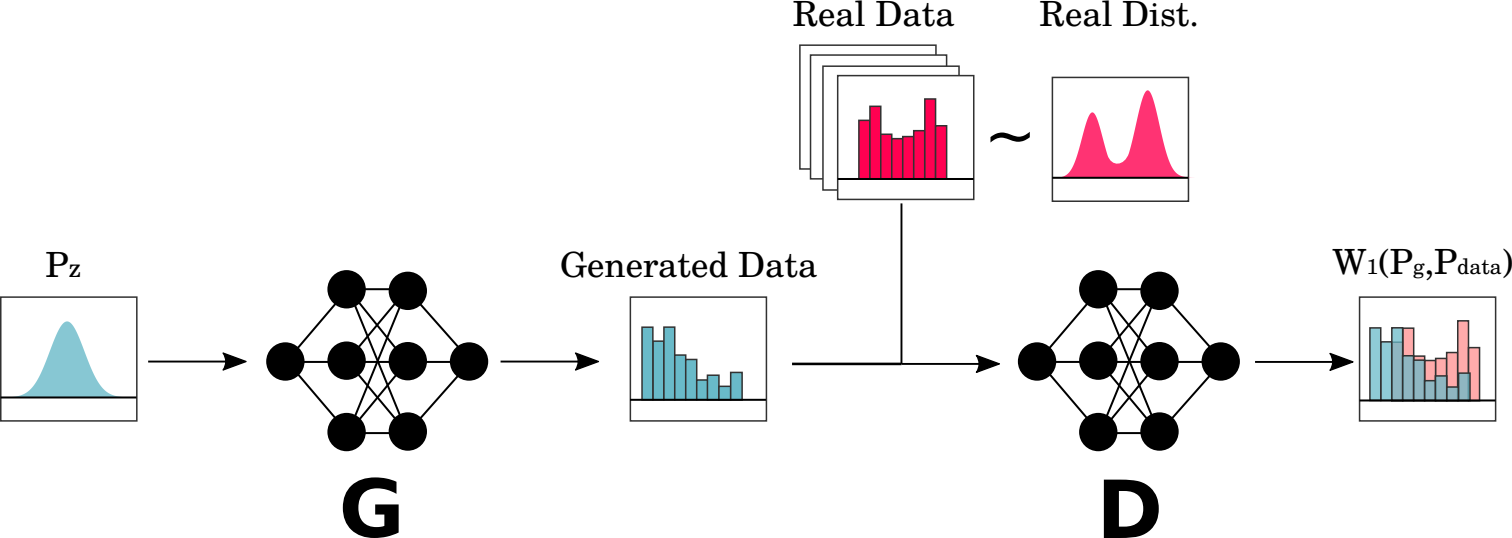 Real Data
Real Dist.
~
Pz
Generated Data
W1(Pg,Pdata)
G
D